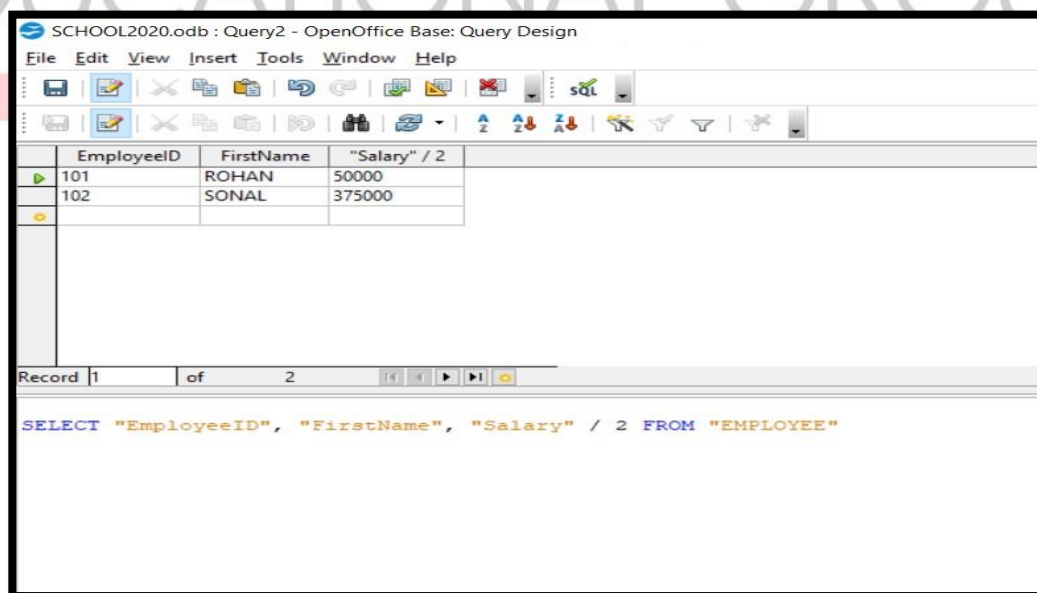 SCHOOL2020.odb : Query2 - OpenOffice Base: Query Design
File Edit View Insert Tools Window Help
SQL
EmployeeID FirstName "Salary" / 2
101 ROHAN 50000
102 SONAL 375000
Record 1 of 2
SELECT "EmployeeID", "FirstName", "Salary" / 2 FROM "EMPLOYEE"